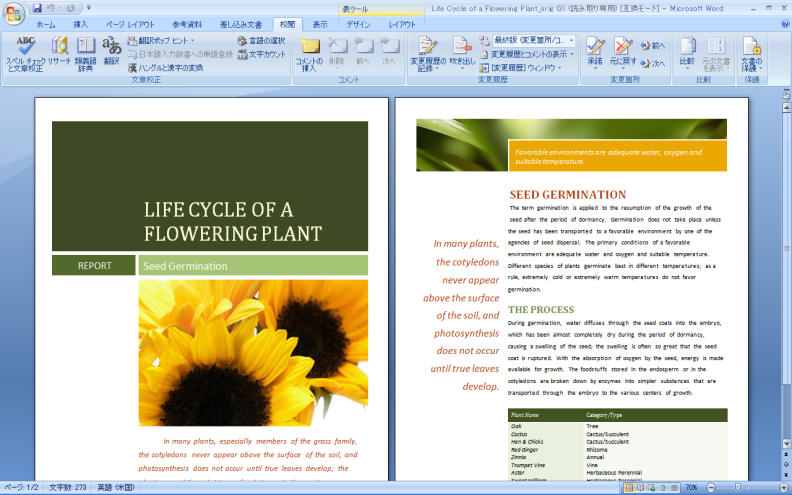 表ツール
Life Cycle of a Flowering Plant_orig (3) (読み取り専用) [互換モード] - Microsoft Word
ホーム 挿入 ページ レイアウト 参考資料 差し込み文書 校閲 表示 デザイン レイアウト
ABC
スペル チェックと文章校正
リサーチ
類義語辞典
翻訳
翻訳ポップ ヒント
日本語入力辞書への単語登録
ハングルと漢字の変換
言語の選択
文字カウント
文章校正
コメントの挿入
削除
前へ
次へ
コメント
変更履歴の記録
吹き出し
最終版 (変更箇所/コ...
変更履歴とコメントの表示
[変更履歴] ウィンドウ
変更履歴
承諾
元に戻す
前へ
次へ
変更箇所
比較
元の文書を表示
比較
文書の保護
保護
LIFE CYCLE OF A
FLOWERING PLANT
REPORT
Seed Germination
In many plants, especially members of the grass family,
the cotyledons never appear above the surface of the soil, and
photosynthesis does not occur until true leaves develop; the
Favorable environments are adequate water, oxygen and
suitable temperature.
In many plants,
the cotyledons
never appear
above the surface
of the soil, and
photosynthesis
does not occur
until true leaves
develop.
SEED GERMINATION
The term germination is applied to the resumption of the growth of the
seed after the period of dormancy. Germination does not take place unless
the seed has been transported to a favorable environment by one of the
agencies of seed dispersal. The primary conditions of a favorable
environment are adequate water and oxygen and suitable temperature.
Different species of plants germinate best in different temperatures; as a
rule, extremely cold or extremely warm temperatures do not favor
germination.
THE PROCESS
During germination, water diffuses through the seed coats into the embryo,
which has been almost completely dry during the period of dormancy,
causing a swelling of the seed; the swelling is often so great that the seed
coat is ruptured. With the absorption of oxygen by the seed, energy is made
available for growth. The foodstuffs stored in the endosperm or in the
cotyledons are broken down by enzymes into simpler substances that are
transported through the embryo to the various centers of growth.
Plant Name Category /Type
Oak Tree
Cactus Cactus/Succulent
Hen & Chicks Cactus/Succulent
Red Ginger Rhizome
Zinnia Annual
Trumpet Vine Vine
Aster Herbaceous Perennial
ページ: 1/2 文字数: 273 英語 (米国) 70%